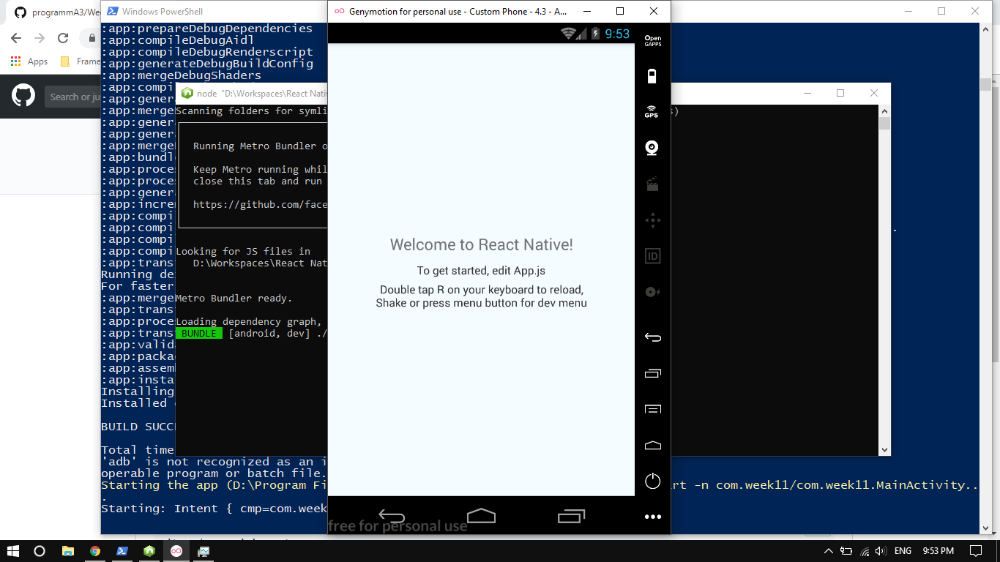 programmA3/We
Apps
Frame
Search or ju
Windows PowerShell
:app:prepareDebugDependencies
:app:compileDebugAidl
:app:compileDebugRenderscript
:app:generateDebugBuildConfig
:app:mergeDebugShaders
:app:compi
:app:gener
:app:merge
:app:gener
:app:gener
:app:merge
:app:bundl
:app:proce
:app:proce
:app:gener
:app:incre
:app:compi
:app:compi
:app:compi
:app:compi
:app:trans
Running de
For faster
:app:merge
:app:trans
:app:proce
:app:trans
:app:valid
:app:packa
:app:assem
:app:insta
Installing
Installed
BUILD SUCC
Total time
'adb' is not recognized as an i
operable program or batch file.
Starting the app (D:\Program Fi
rt -n com.week11/com.week11.MainActivity..
.
Starting: Intent { cmp=com.week
node "D:\Workspaces\React Nativ
Scanning folders for symli
s)
Running Metro Bundler o
Keep Metro running whil
close this tab and run
https://github.com/face
Looking for JS files in
D:\Workspaces\React Nat
Metro Bundler ready.
Loading dependency graph,
BUNDLE [android, dev] ./
Genymotion for personal use - Custom Phone - 4.3 - A...
9:53
Open
GAPPS
GPS
ID
Welcome to React Native!
To get started, edit App.js
Double tap R on your keyboard to reload,
Shake or press menu button for dev menu
free for personal use
ENG
9:53 PM